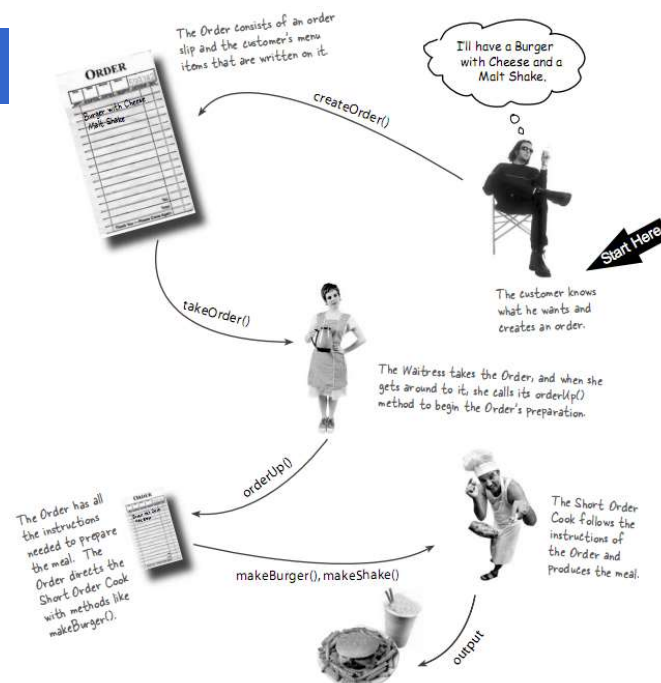 The Order consists of an order
slip and the customer's menu
items that are written on it.
I'll have a Burger
with Cheese and a
Malt Shake.
ORDER
Burger with Cheese
Malt Shake
createOrder()
Start Here
The customer knows
what he wants and
creates an order.
takeOrder()
The Waitress takes the Order, and when she
gets around to it, she calls its orderUp()
method to begin the Order's preparation.
orderUp()
The Order has all
the instructions
needed to prepare
the meal. The
Order directs the
Short Order Cook
with methods like
makeBurger().
ORDER
makeBurger(), makeShake()
The Short Order
Cook follows the
instructions of
the Order and
produces the meal.
output